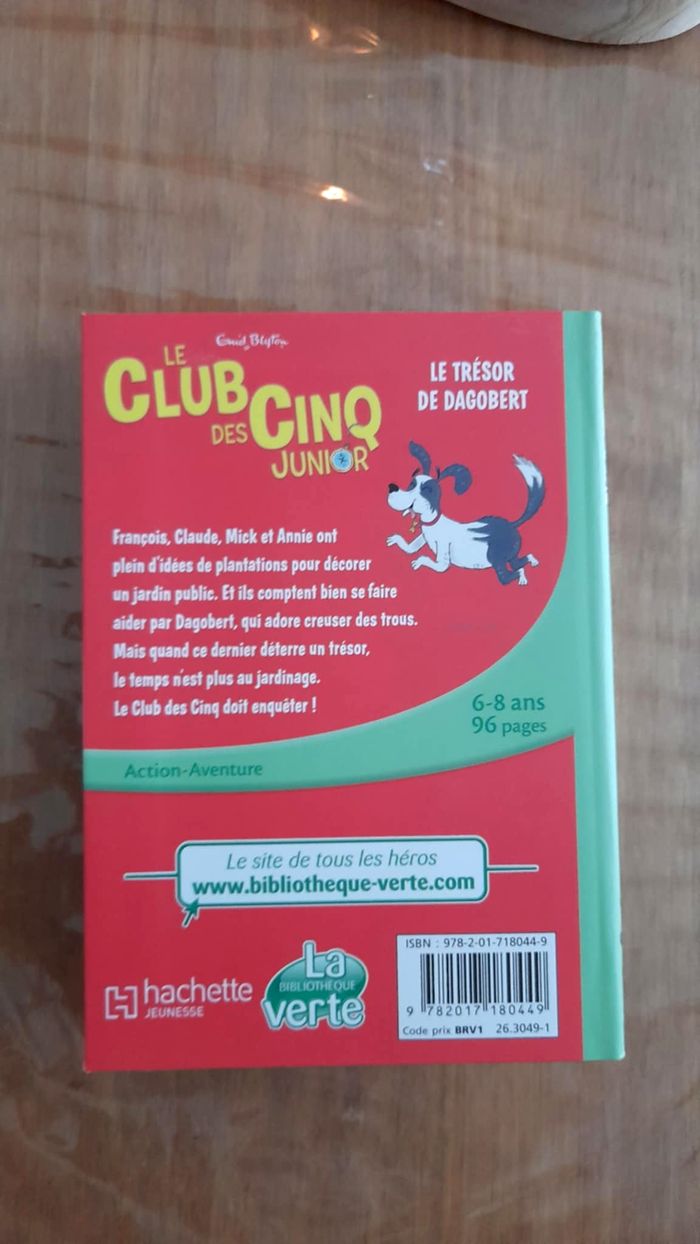 Enid Blyton
LE
CLUB
DES CINQ
JUNIOR
LE TRÉSOR
DE DAGOBERT
François, Claude, Mick et Annie ont
plein d'idées de plantations pour décorer
un jardin public. Et ils comptent bien se faire
aider par Dagobert, qui adore creuser des trous.
Mais quand ce dernier déterre un trésor,
le temps n'est plus au jardinage.
Le Club des Cinq doit enquêter !
6-8 ans
96 pages
Action-Aventure
Le site de tous les héros
www.bibliotheque-verte.com
hachette
JEUNESSE
La
BIBLIOTHÈQUE
verte
ISBN : 978-2-01-718044-9
9 782017 180449
Code prix BRV1 26.3049-1